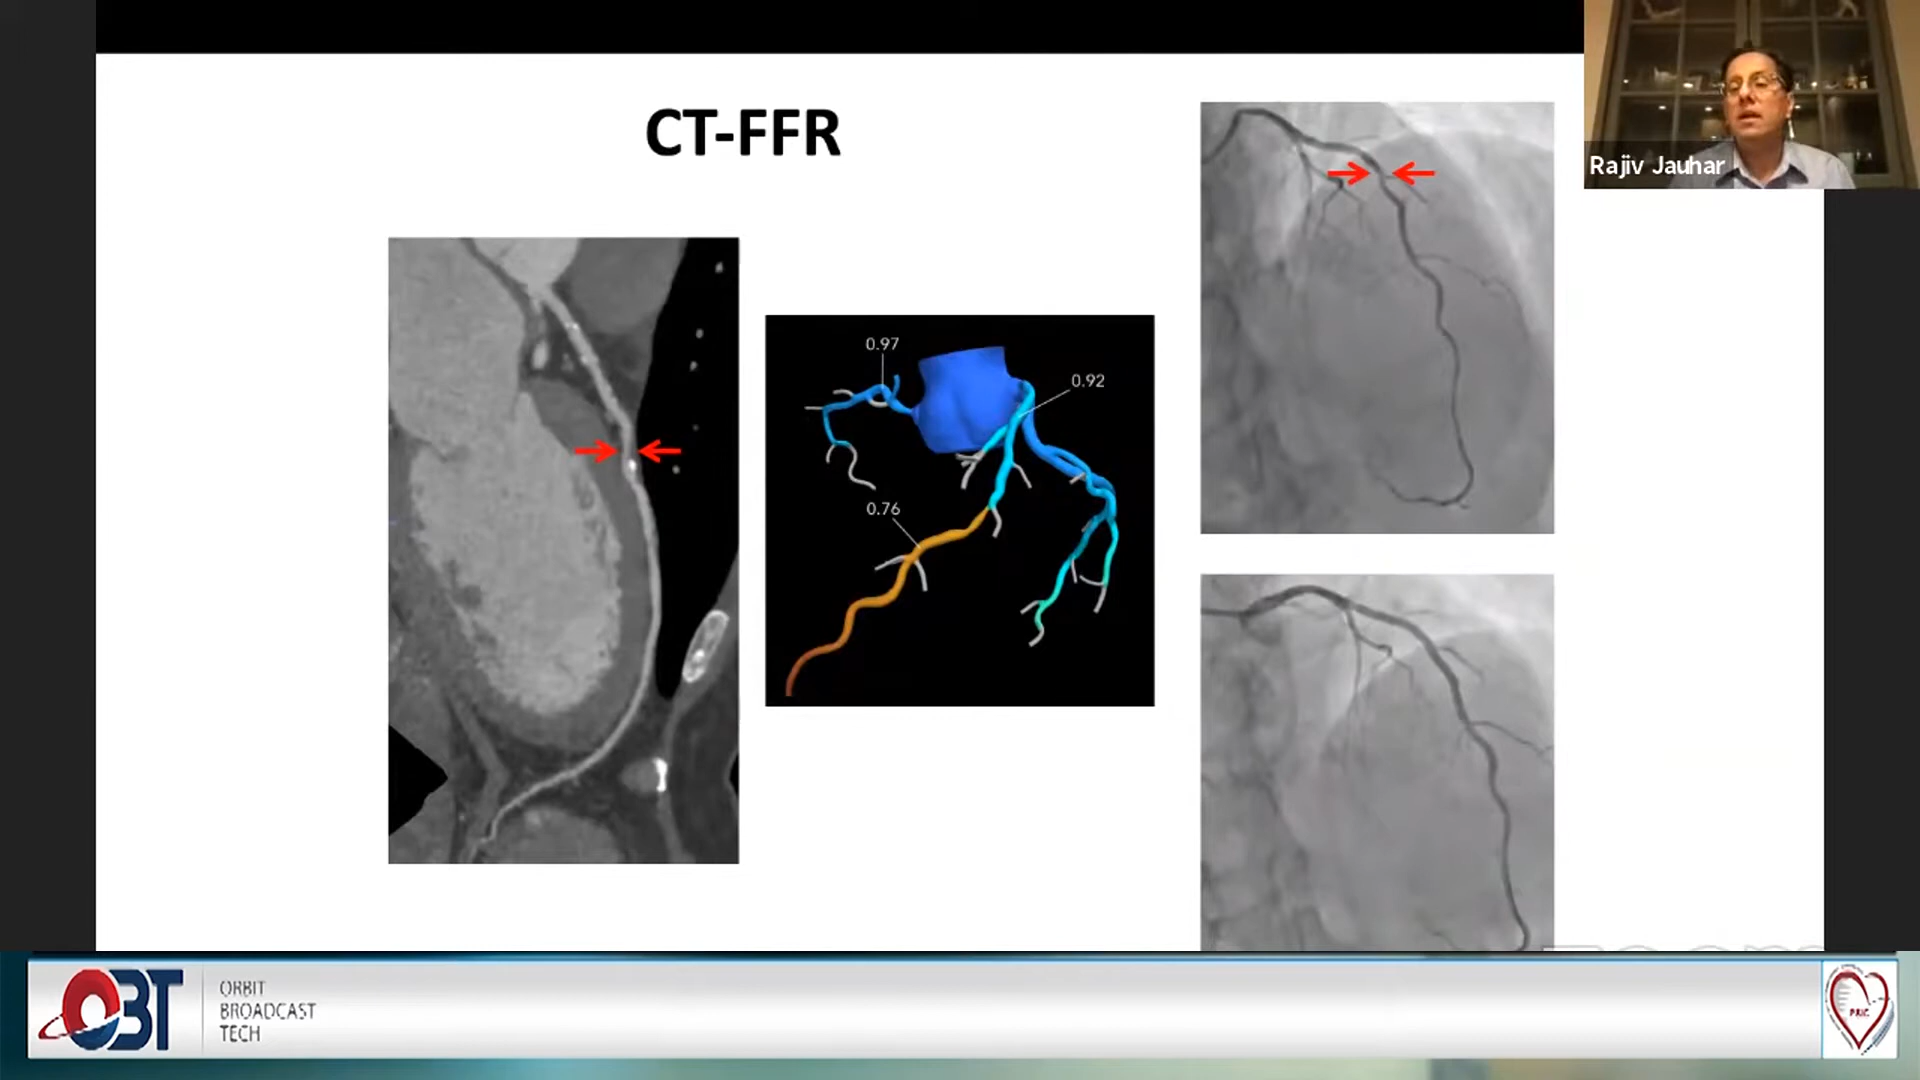 CT-FFR
Rajiv Jauhar
0.97
0.92
0.76
OBT
ORBIT
BROADCAST
TECH